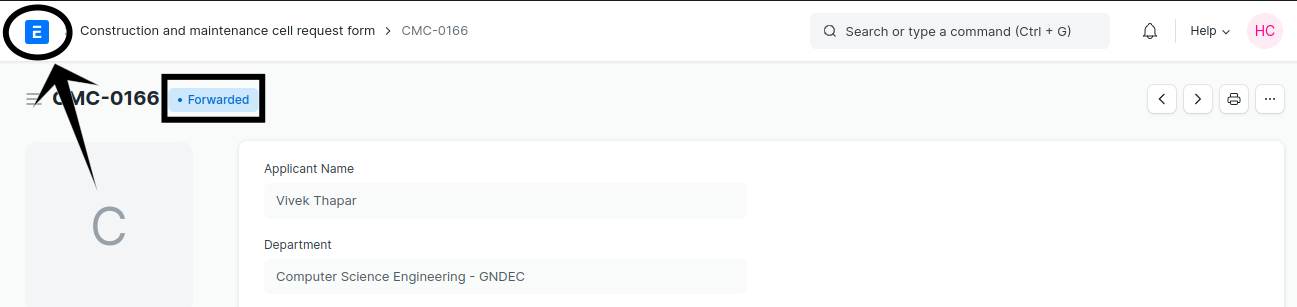 E Construction and maintenance cell request form > CMC-0166 Search or type a command (Ctrl + G) Help HC
CMC-0166 • Forwarded ...
C
Applicant Name
Vivek Thapar
Department
Computer Science Engineering - GNDEC